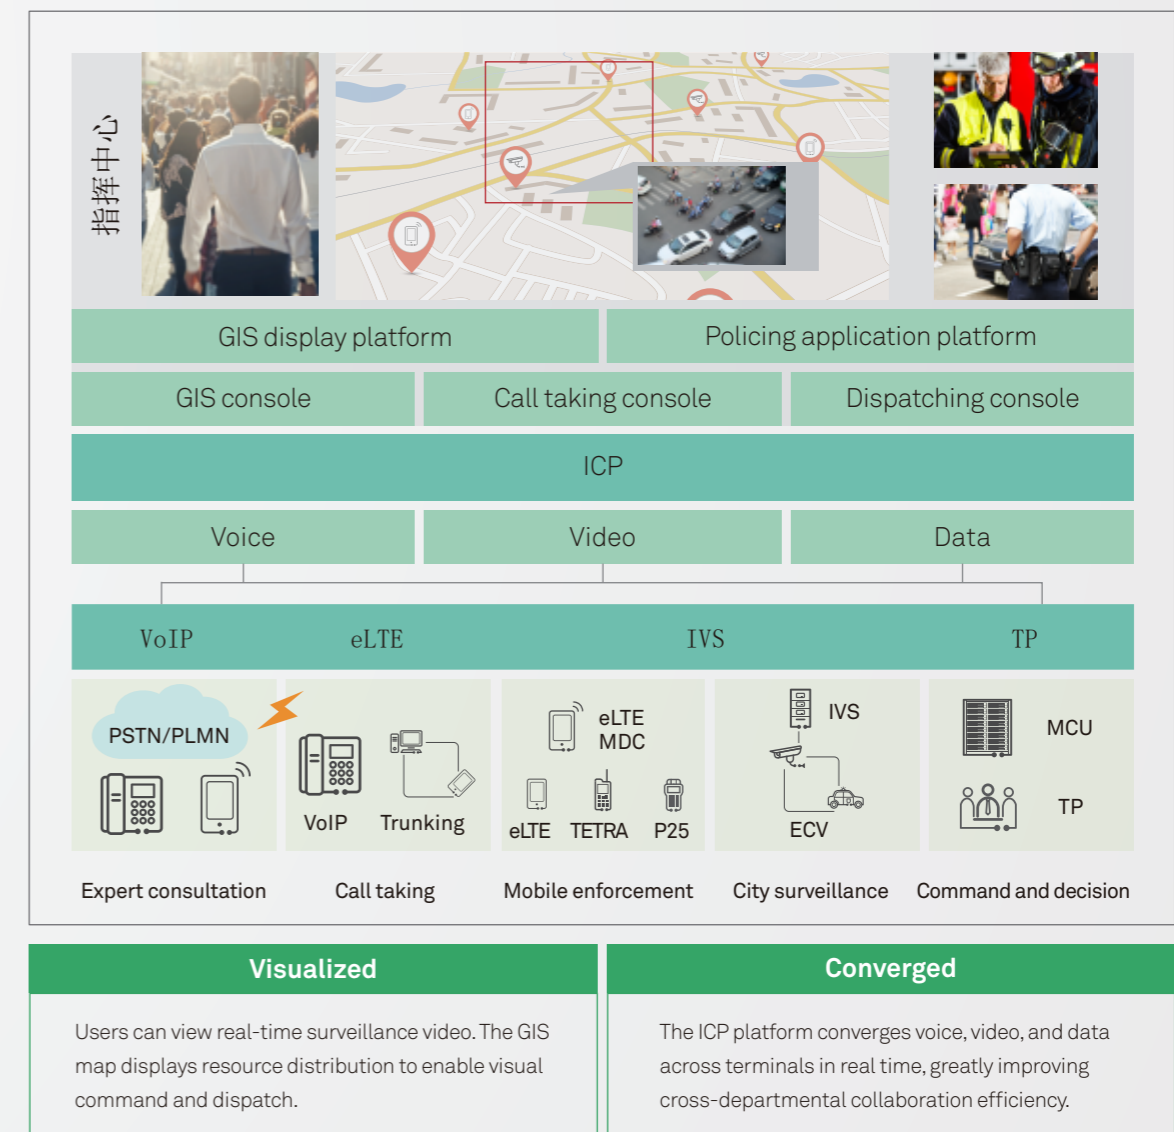 指挥中心
GIS display platform
Policing application platform
GIS console
Call taking console
Dispatching console
ICP
Voice
Video
Data
VoIP
eLTE
IVS
TP
PSTN/PLMN
VoIP
Trunking
eLTE
MDC
eLTE
TETRA
P25
IVS
ECV
MCU
TP
Expert consultation
Call taking
Mobile enforcement
City surveillance
Command and decision
Visualized
Users can view real-time surveillance video. The GIS
map displays resource distribution to enable visual
command and dispatch.
Converged
The ICP platform converges voice, video, and data
across terminals in real time, greatly improving
cross-departmental collaboration efficiency.